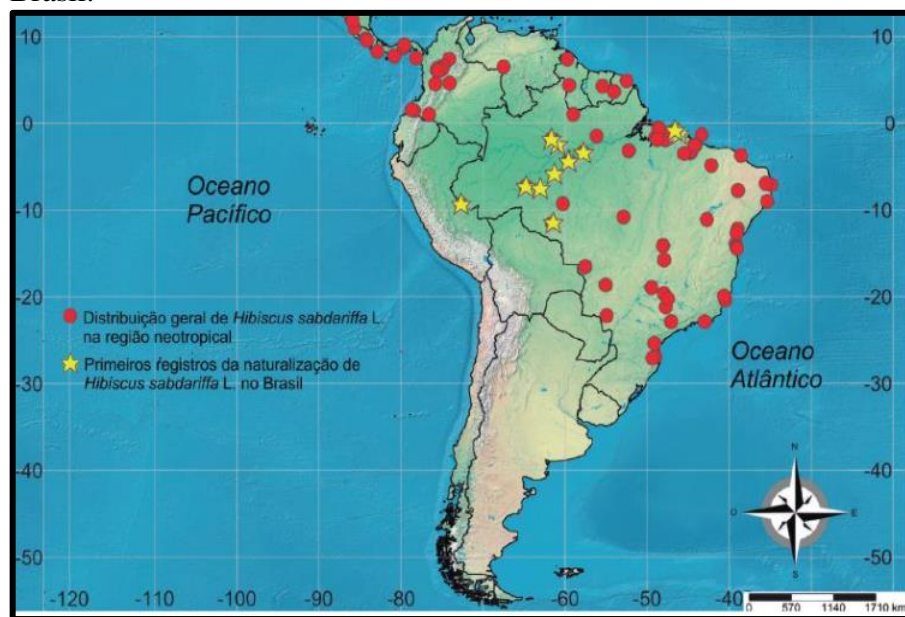 Brasil.
10
0
-10
-20
-30
-40
-50
Oceano
Pacífico
Distribuição geral de Hibiscus sabdariffa L.
na região neotropical
Primeiros registros da naturalização de
Hibiscus sabdariffa L. no Brasil
Oceano
Atlântico
10
0
-10
-20
-30
-40
-50
N
O
E
S
-120
-110
-100
-90
-80
-70
-60
-50
-40
0 570 1140 1710 km